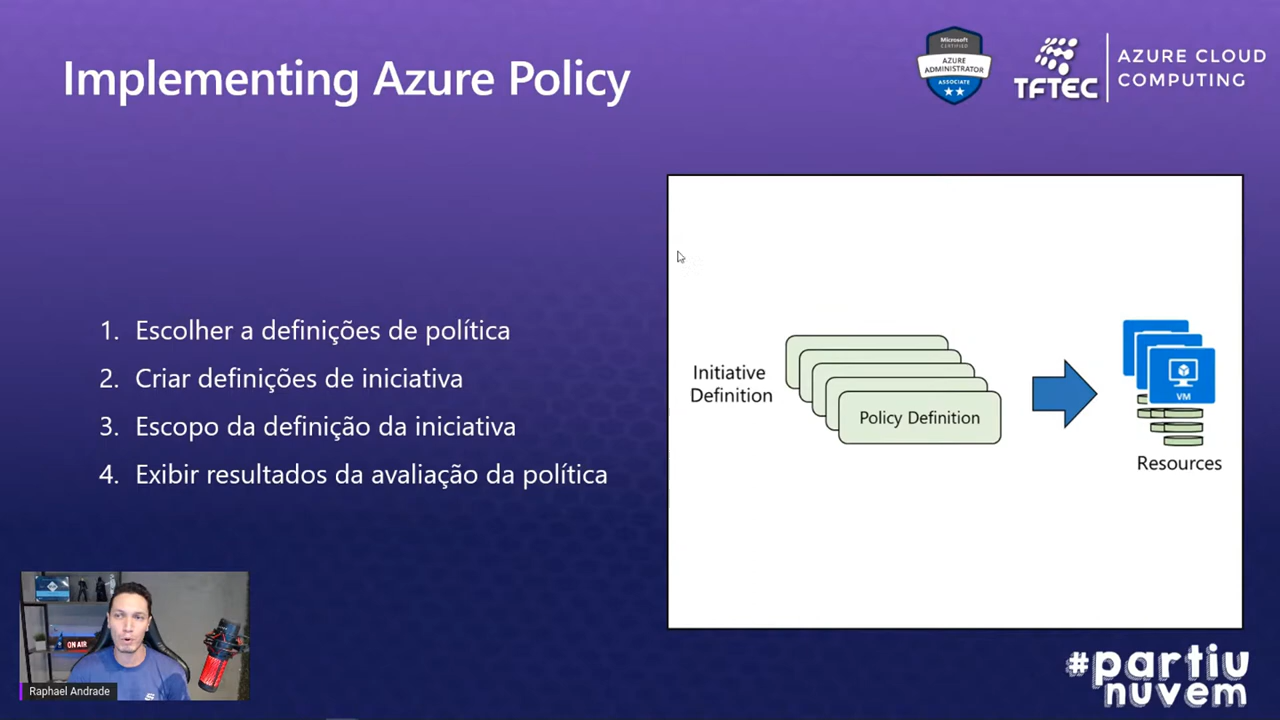 Implementing Azure Policy
Microsoft
CERTIFIED
AZURE
ADMINISTRATOR
ASSOCIATE
TFTEC
AZURE CLOUD
COMPUTING
1. Escolher a definições de política
2. Criar definições de iniciativa
3. Escopo da definição da iniciativa
4. Exibir resultados da avaliação da política
Initiative
Definition
Policy Definition
VM
Resources
ON AIR
Raphael Andrade
#partiu
nuvem